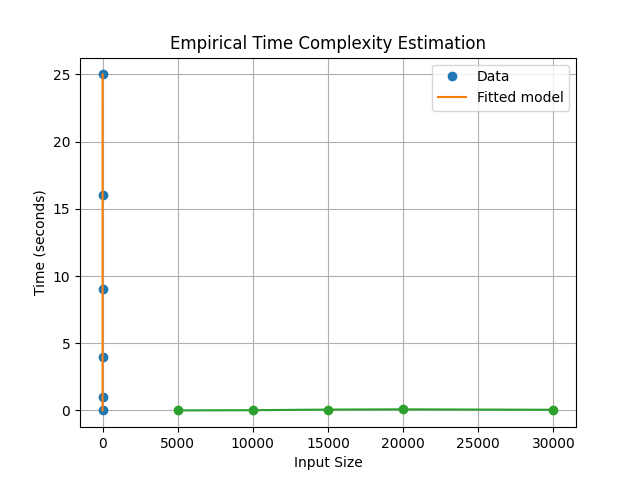 Empirical Time Complexity Estimation
Data
Fitted model
25
20
15
10
5
0
Time (seconds)
0 5000 10000 15000 20000 25000 30000
Input Size